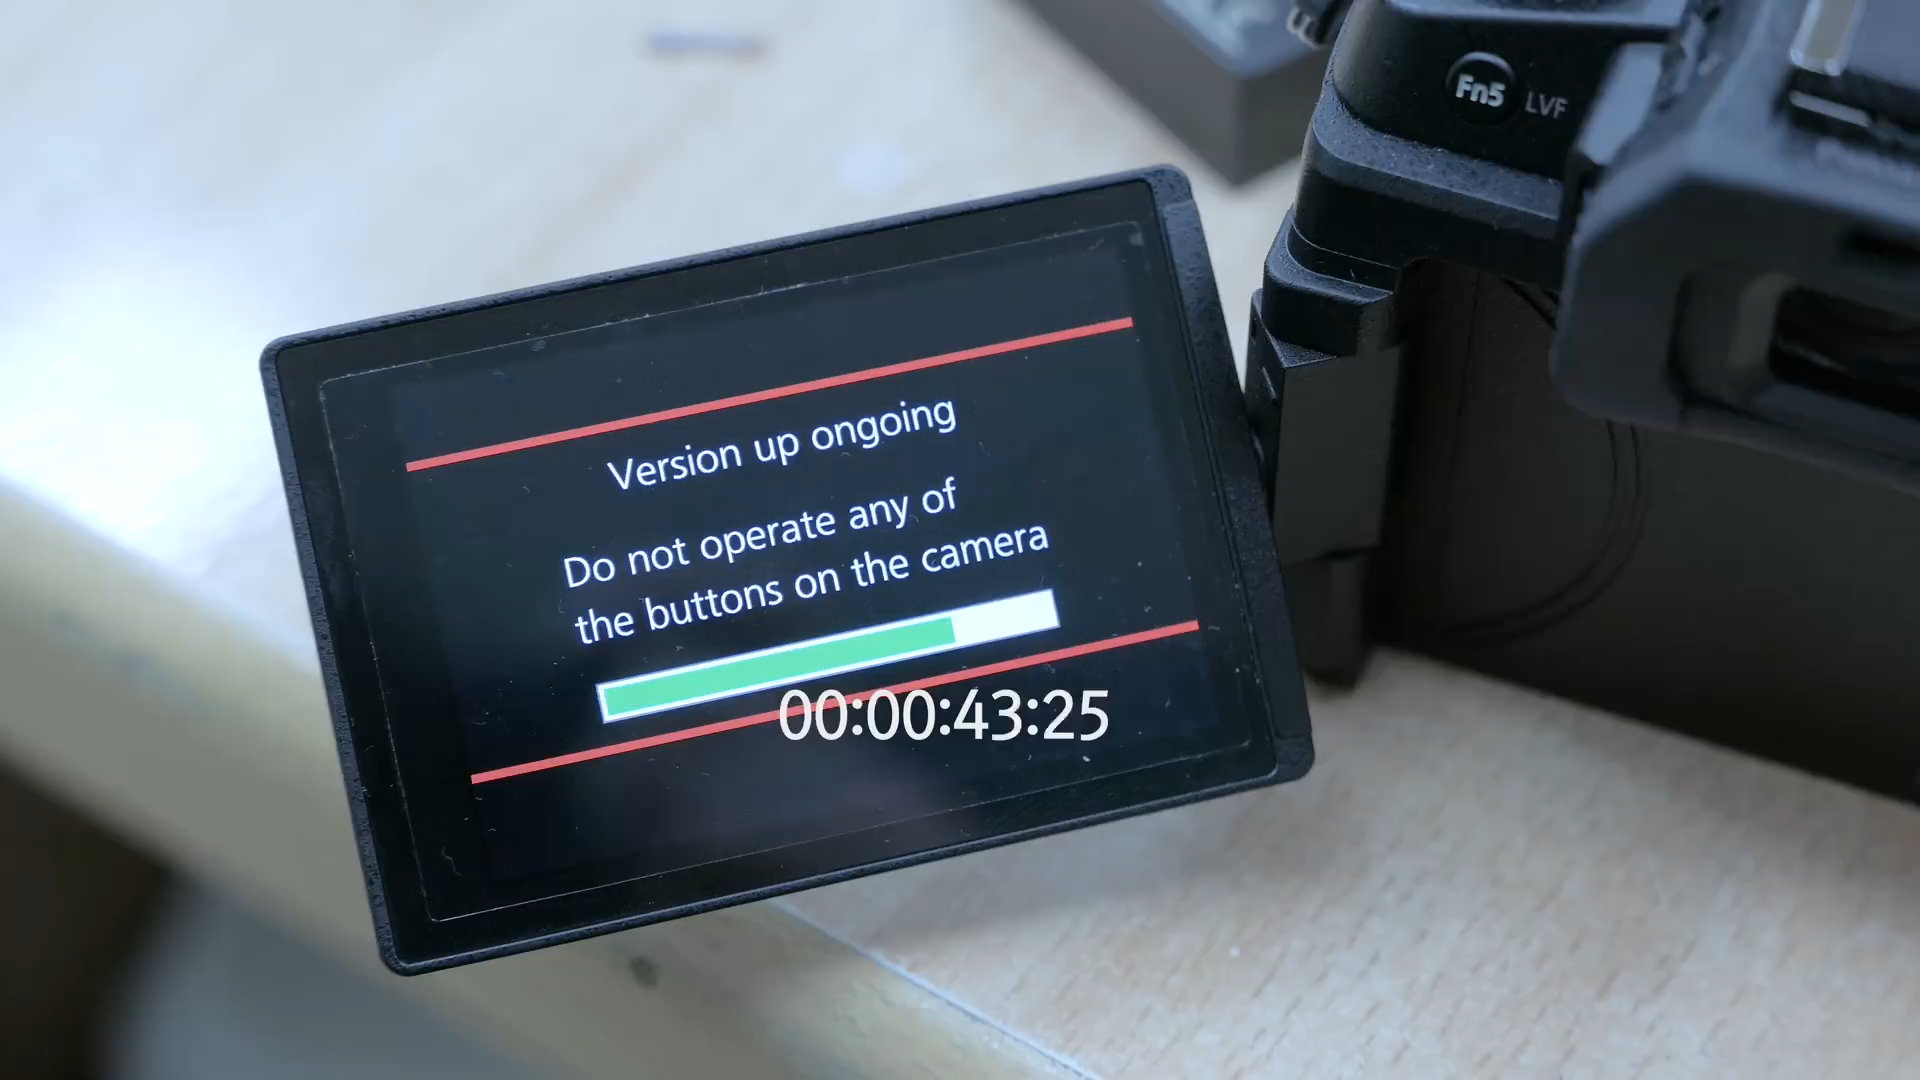 Fn5 LVF
Version up ongoing
Do not operate any of
the buttons on the camera
00:00:43:25